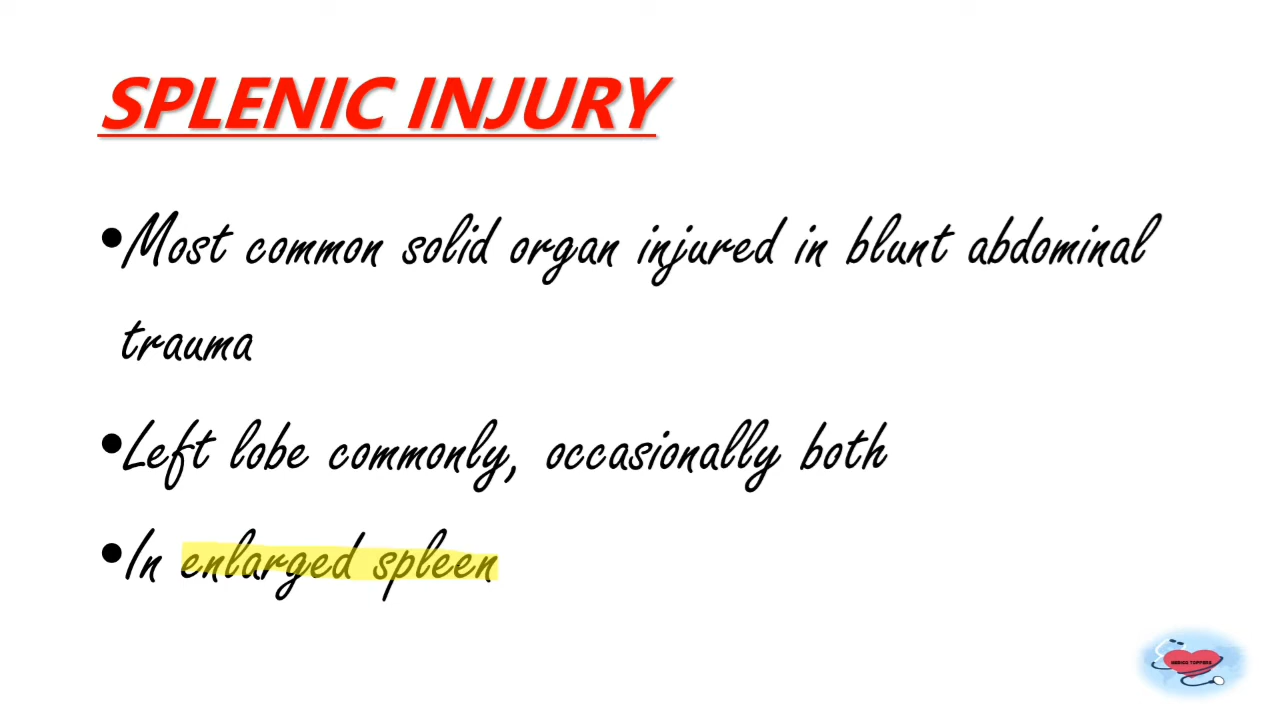 SPLENIC INJURY
•Most common solid organ injured in blunt abdominal
trauma
•Left lobe commonly, occasionally both
•In enlarged spleen